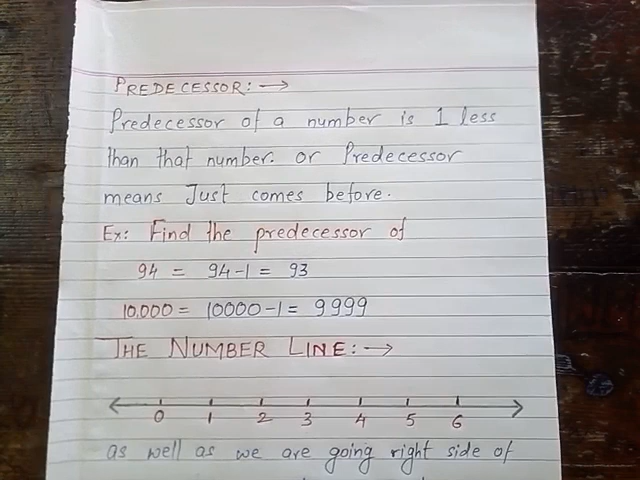 PREDECESSOR: →
Predecessor of a number is 1 less
than that number. or Predecessor
means Just comes before.
Ex: Find the predecessor of
94 = 94-1 = 93
10,000 = 10000-1 = 9999
THE NUMBER LINE: →
0 1 2 3 4 5 6
as well as we are going right side of